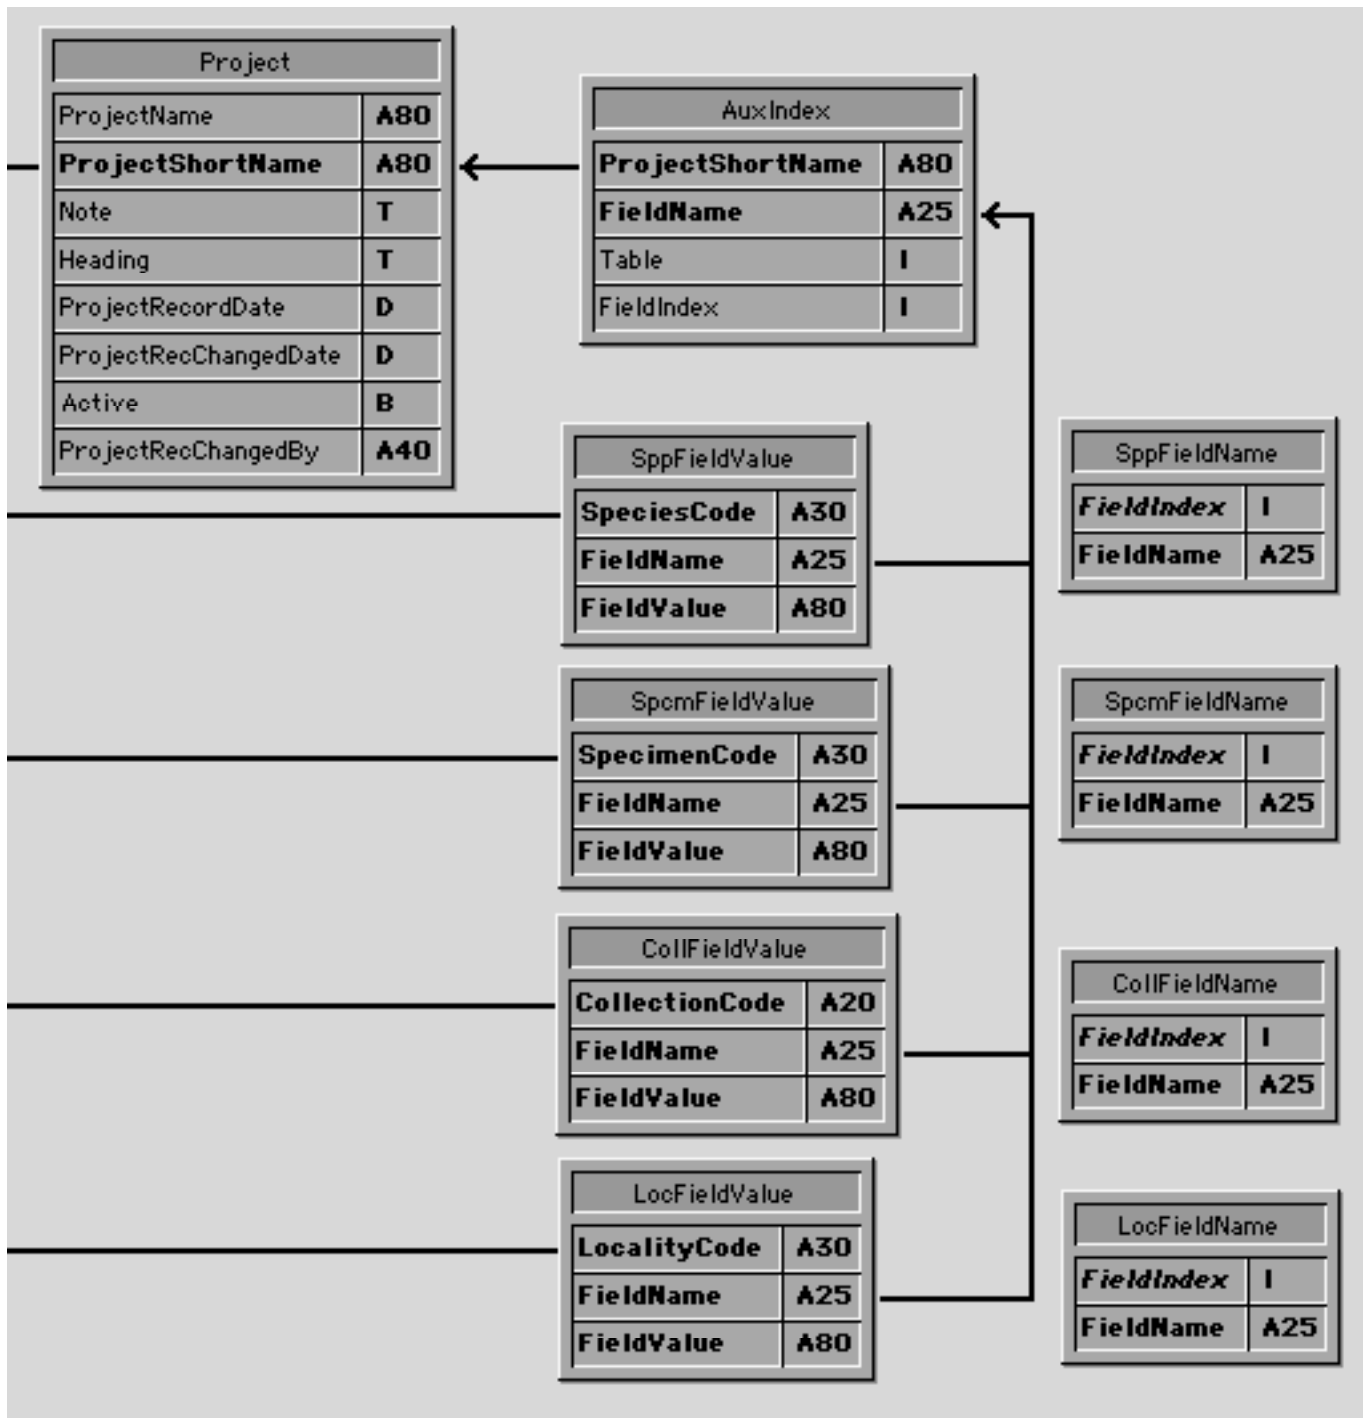 Project
ProjectName A80
ProjectShortName A80
Note T
Heading T
ProjectRecordDate D
ProjectRecChangedDate D
Active B
ProjectRecChangedBy A40
AuxIndex
ProjectShortName A80
FieldName A25
Table I
FieldIndex I
SppFieldValue
SpeciesCode A30
FieldName A25
FieldValue A80
SppFieldName
FieldIndex I
FieldName A25
SpcmFieldValue
SpecimenCode A30
FieldName A25
FieldValue A80
SpcmFieldName
FieldIndex I
FieldName A25
CollFieldValue
CollectionCode A20
FieldName A25
FieldValue A80
CollFieldName
FieldIndex I
FieldName A25
LocFieldValue
LocalityCode A30
FieldName A25
FieldValue A80
LocFieldName
FieldIndex I
FieldName A25